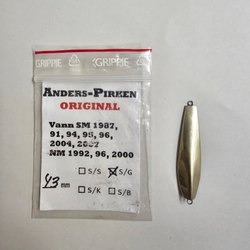 GRIPPIE GRIPPIE
ANDERS-PIRKEN
ORIGINAL
Vann SM 1987,
91, 94, 95, 96,
2004, 2007
NM 1992, 96, 2000
S/S S/G
43 mm S/K S/B